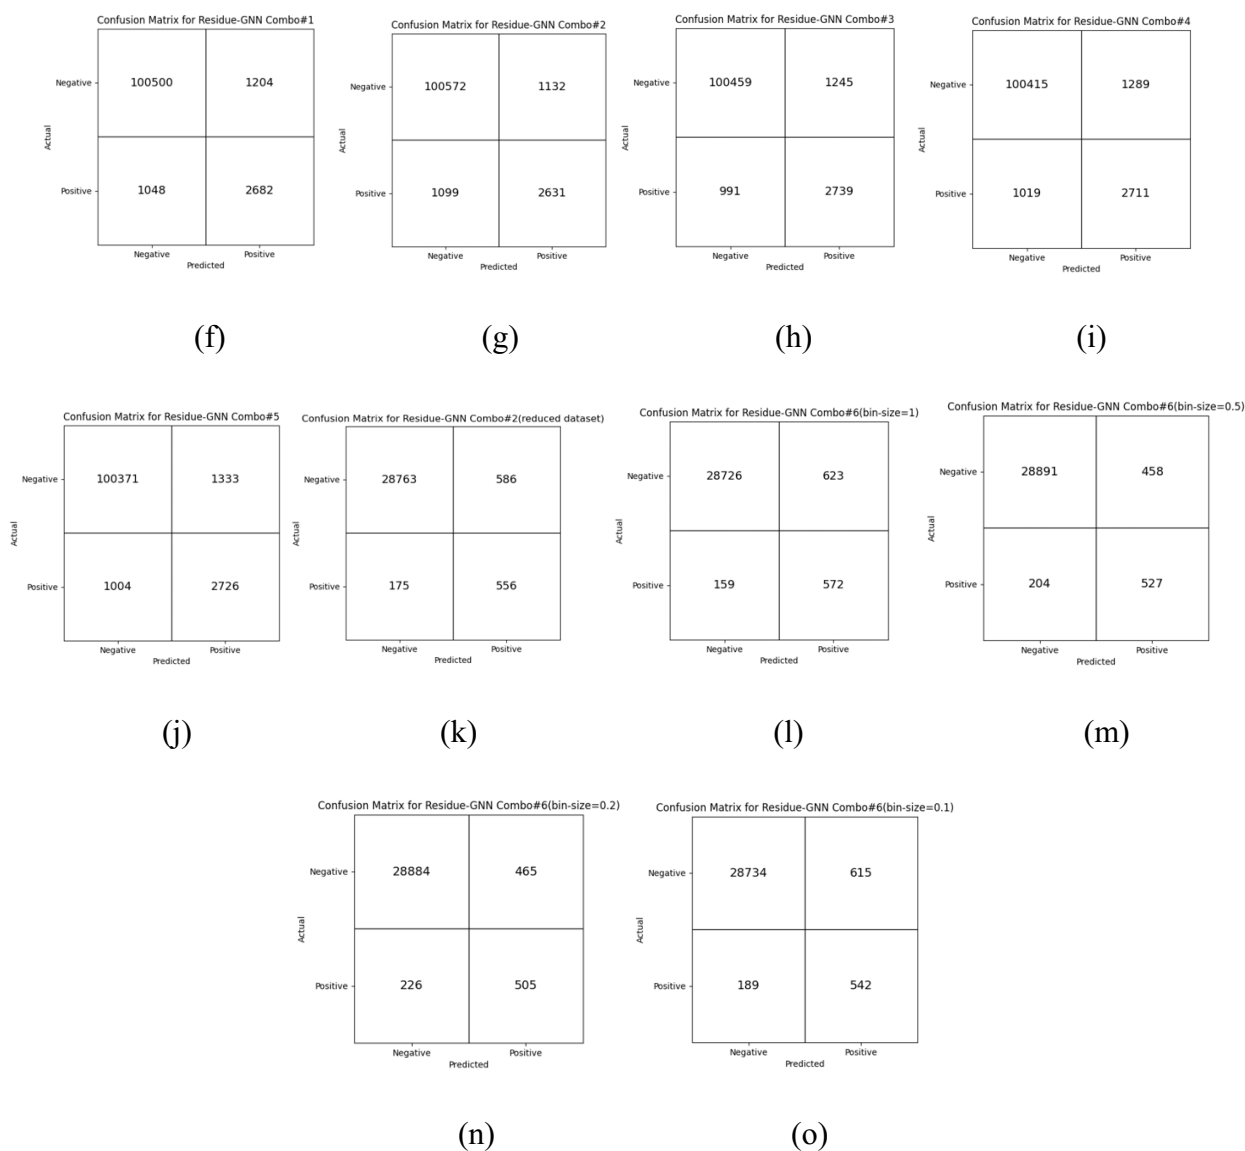 Confusion Matrix for Residue-GNN Combo#1
Negative
100500
1204
Actual
Positive
1048
2682
Negative
Positive
Predicted
(f)
Confusion Matrix for Residue-GNN Combo#2
Negative
100572
1132
Actual
Positive
1099
2631
Negative
Positive
Predicted
(g)
Confusion Matrix for Residue-GNN Combo#3
Negative
100459
1245
Actual
Positive
991
2739
Negative
Positive
Predicted
(h)
Confusion Matrix for Residue-GNN Combo#4
Negative
100415
1289
Actual
Positive
1019
2711
Negative
Positive
Predicted
(i)
Confusion Matrix for Residue-GNN Combo#5
Negative
100371
1333
Actual
Positive
1004
2726
Negative
Positive
Predicted
(j)
Confusion Matrix for Residue-GNN Combo#2(reduced dataset)
Negative
28763
586
Actual
Positive
175
556
Negative
Positive
Predicted
(k)
Confusion Matrix for Residue-GNN Combo#6(bin-size=1)
Negative
28726
623
Actual
Positive
159
572
Negative
Positive
Predicted
(l)
Confusion Matrix for Residue-GNN Combo#6(bin-size=0.5)
Negative
28891
458
Actual
Positive
204
527
Negative
Positive
Predicted
(m)
Confusion Matrix for Residue-GNN Combo#6(bin-size=0.2)
Negative
28884
465
Actual
Positive
226
505
Negative
Positive
Predicted
(n)
Confusion Matrix for Residue-GNN Combo#6(bin-size=0.1)
Negative
28734
615
Actual
Positive
189
542
Negative
Positive
Predicted
(o)